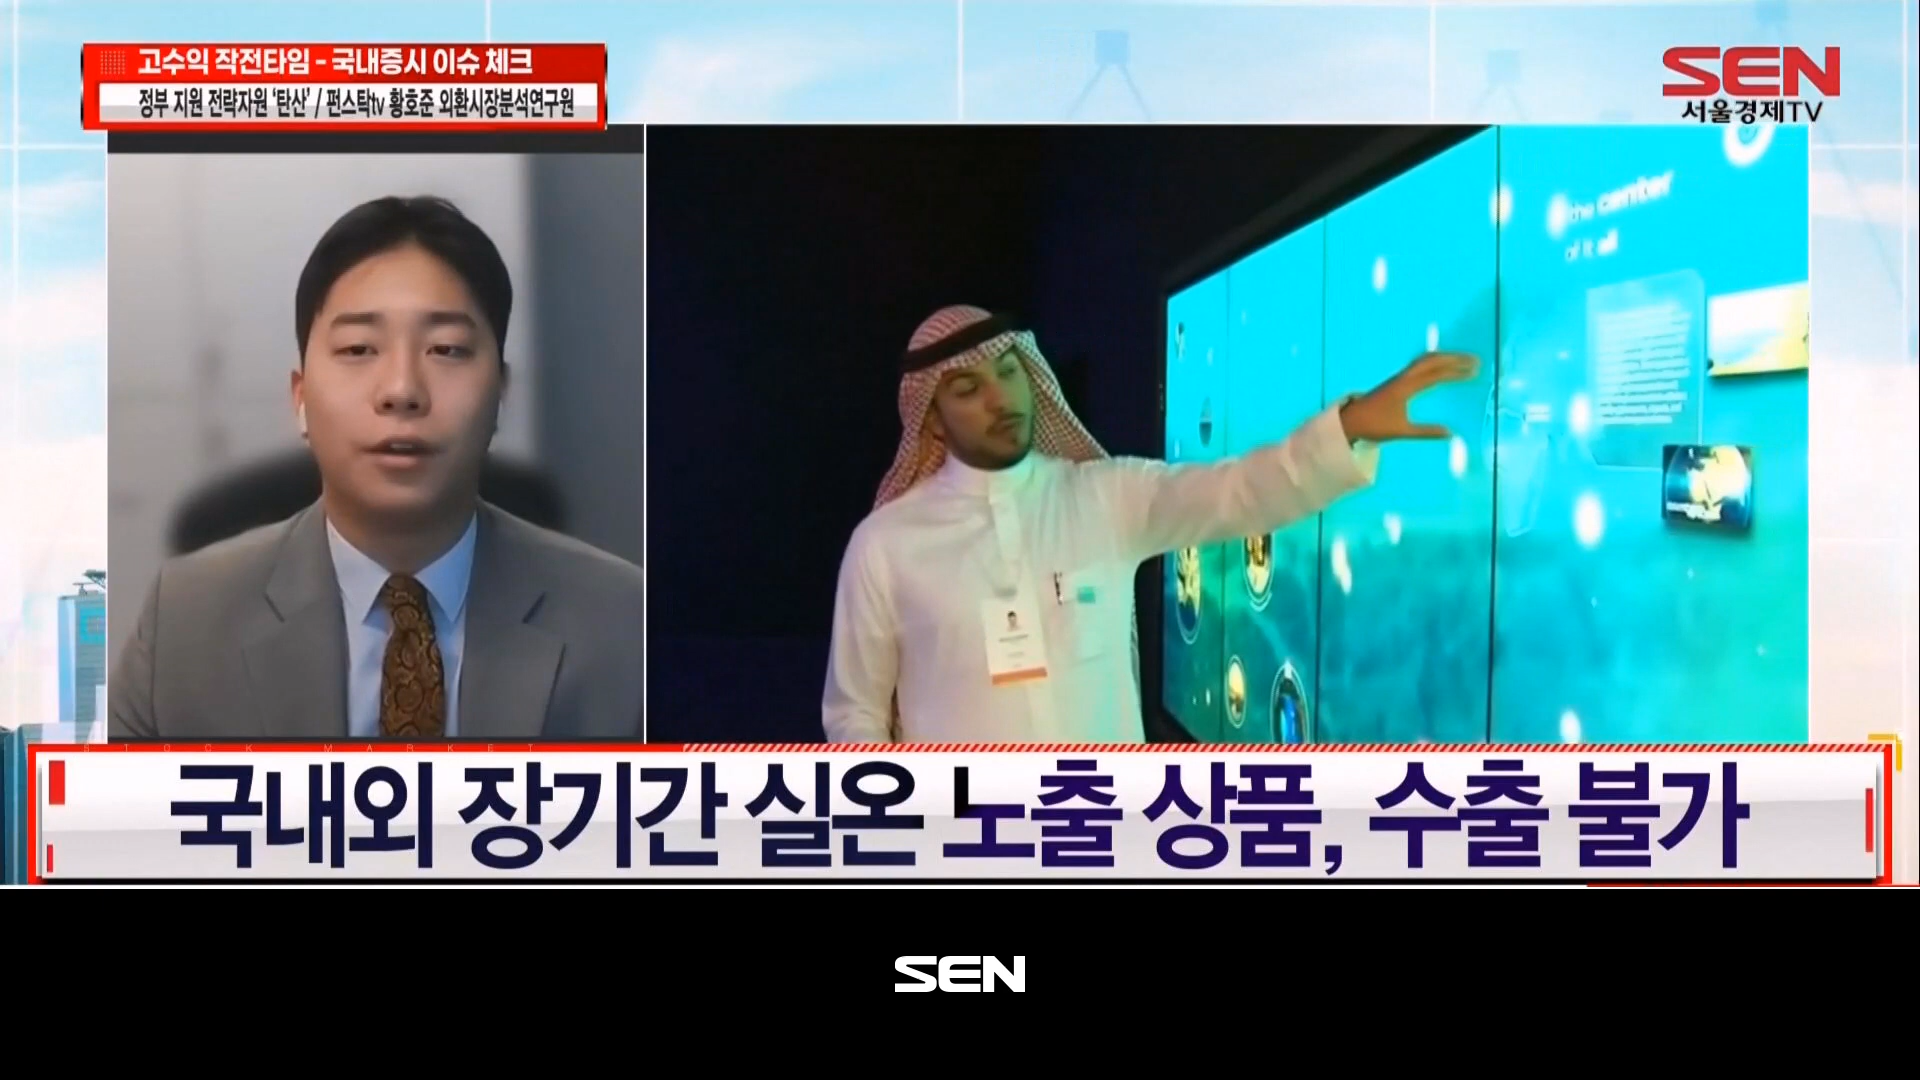 고수익 작전타임 - 국내증시 이슈 체크
정부 지원 전략자원 '탄산' / 펀스탁tv 황호준 외환시장분석연구원
SEN
서울경제TV
the center
of it all
STOCK MARKET
국내외 장기간 실온 노출 상품, 수출 불가
SEN